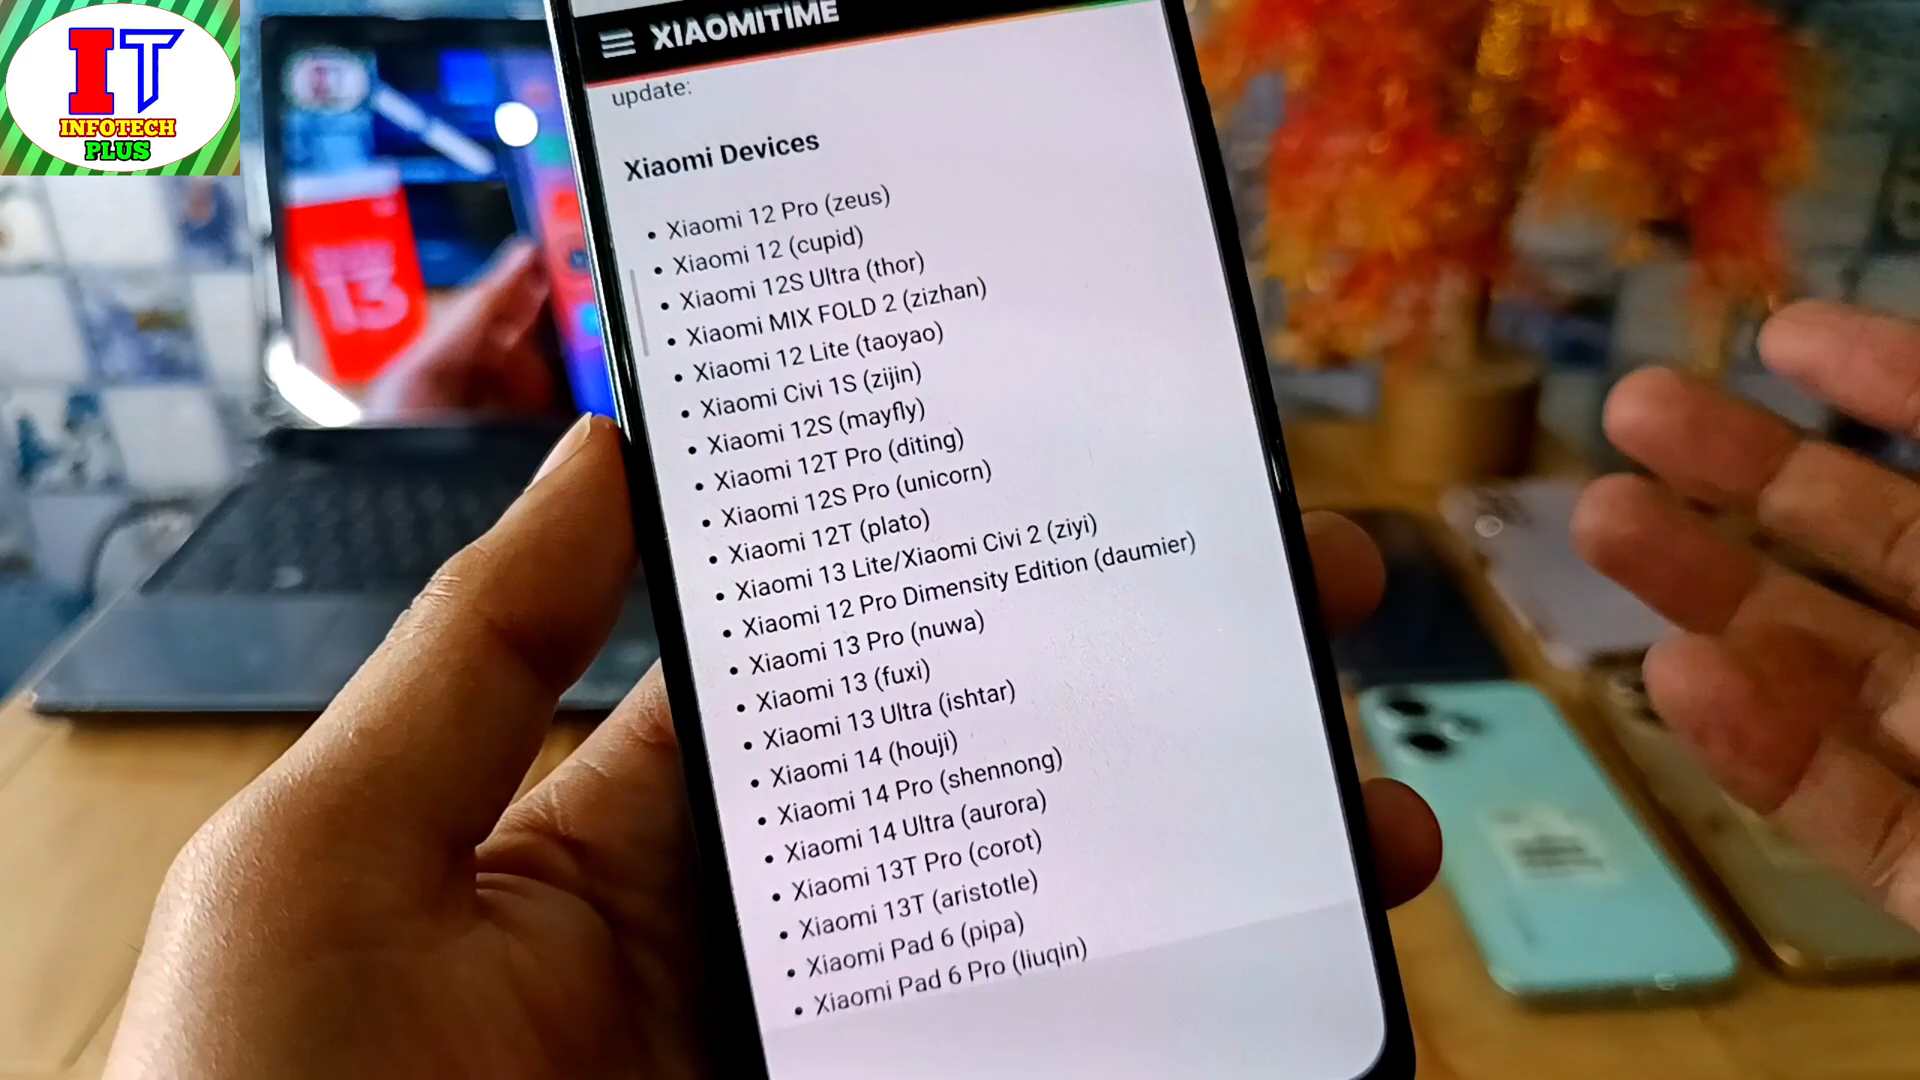 IT
INFOTECH
PLUS
XIAOMITIME
update:
Xiaomi Devices
• Xiaomi 12 Pro (zeus)
• Xiaomi 12 (cupid)
• Xiaomi 12S Ultra (thor)
• Xiaomi MIX FOLD 2 (zizhan)
• Xiaomi 12 Lite (taoyao)
• Xiaomi Civi 1S (zijin)
• Xiaomi 12S (mayfly)
• Xiaomi 12T Pro (diting)
• Xiaomi 12S Pro (unicorn)
• Xiaomi 12T (plato)
• Xiaomi 13 Lite/Xiaomi Civi 2 (ziyi)
• Xiaomi 12 Pro Dimensity Edition (daumier)
• Xiaomi 13 Pro (nuwa)
• Xiaomi 13 (fuxi)
• Xiaomi 13 Ultra (ishtar)
• Xiaomi 14 (houji)
• Xiaomi 14 Pro (shennong)
• Xiaomi 14 Ultra (aurora)
• Xiaomi 13T Pro (corot)
• Xiaomi 13T (aristotle)
• Xiaomi Pad 6 (pipa)
• Xiaomi Pad 6 Pro (liuqin)
13